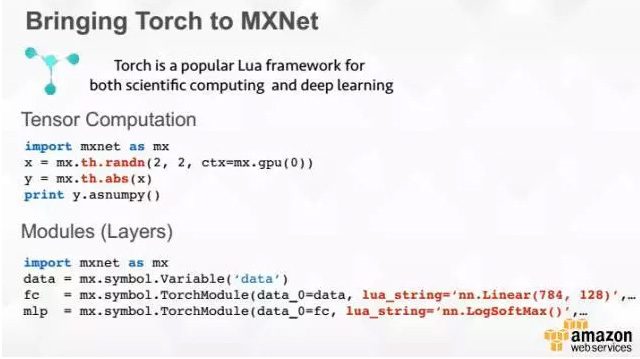 Bringing Torch to MXNet
Torch is a popular Lua framework for
both scientific computing and deep learning
Tensor Computation
import mxnet as mx
x = mx.th.randn(2, 2, ctx=mx.gpu(0))
y = mx.th.abs(x)
print y.asnumpy()
Modules (Layers)
import mxnet as mx
data = mx.symbol.Variable('data')
fc   = mx.symbol.TorchModule(data_0=data, lua_string='nn.Linear(784, 128)',…
mlp  = mx.symbol.TorchModule(data_0=fc, lua_string='nn.LogSoftMax()',…
amazon
webservices